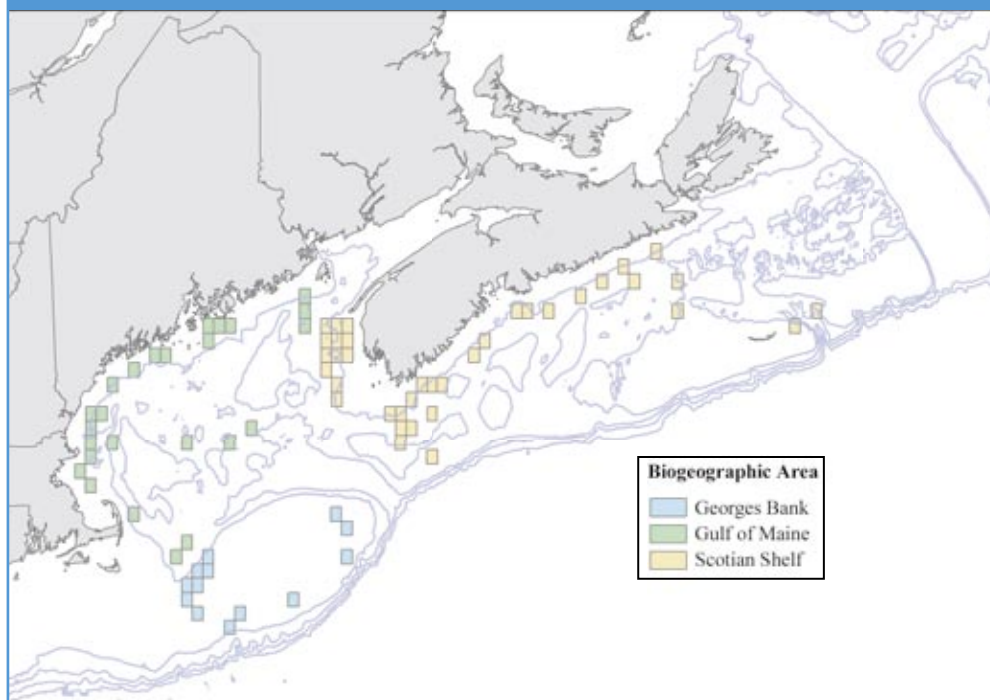 Biogeographic Area
Georges Bank
Gulf of Maine
Scotian Shelf